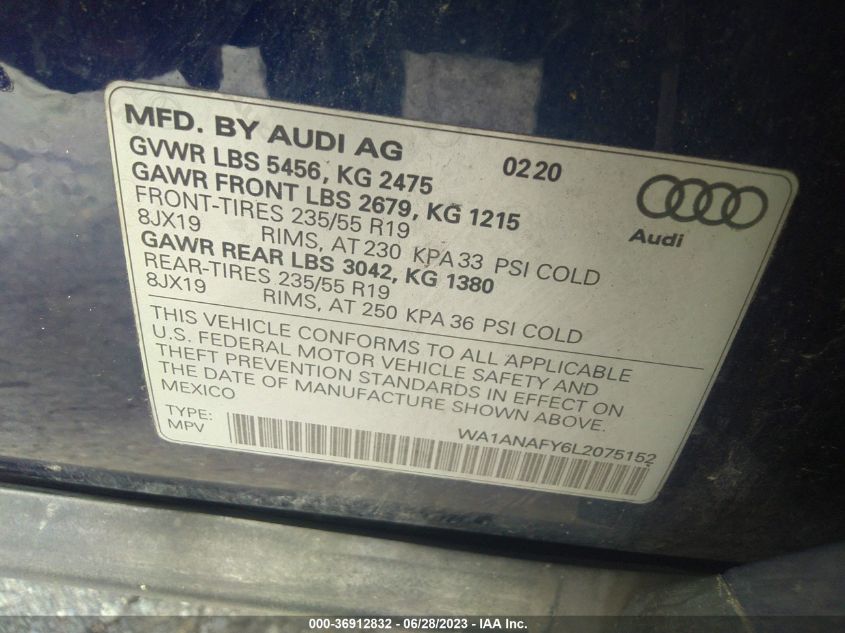 MFD. BY AUDI AG 0220
GVWR LBS 5456, KG 2475
GAWR FRONT LBS 2679, KG 1215
FRONT-TIRES 235/55 R19
8JX19 RIMS, AT 230 KPA 33 PSI COLD
GAWR REAR LBS 3042, KG 1380
REAR-TIRES 235/55 R19
8JX19 RIMS, AT 250 KPA 36 PSI COLD
Audi
THIS VEHICLE CONFORMS TO ALL APPLICABLE
U.S. FEDERAL MOTOR VEHICLE SAFETY AND
THEFT PREVENTION STANDARDS IN EFFECT ON
THE DATE OF MANUFACTURE SHOWN ABOVE.
MEXICO
TYPE:
MPV
WA1ANAFY6L2075152
000-36912832 / 06/28/2023 - IAA Inc.